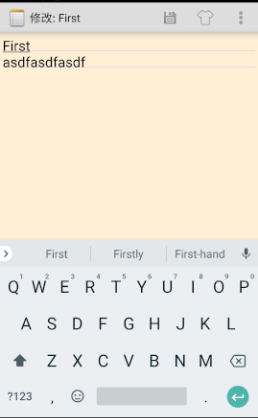 修改: First
First
asdfasdfasdf
First Firstly First-hand
1 2 3 4 5 6 7 8 9 0
Q W E R T Y U I O P
A S D F G H J K L
Z X C V B N M
?123 , .